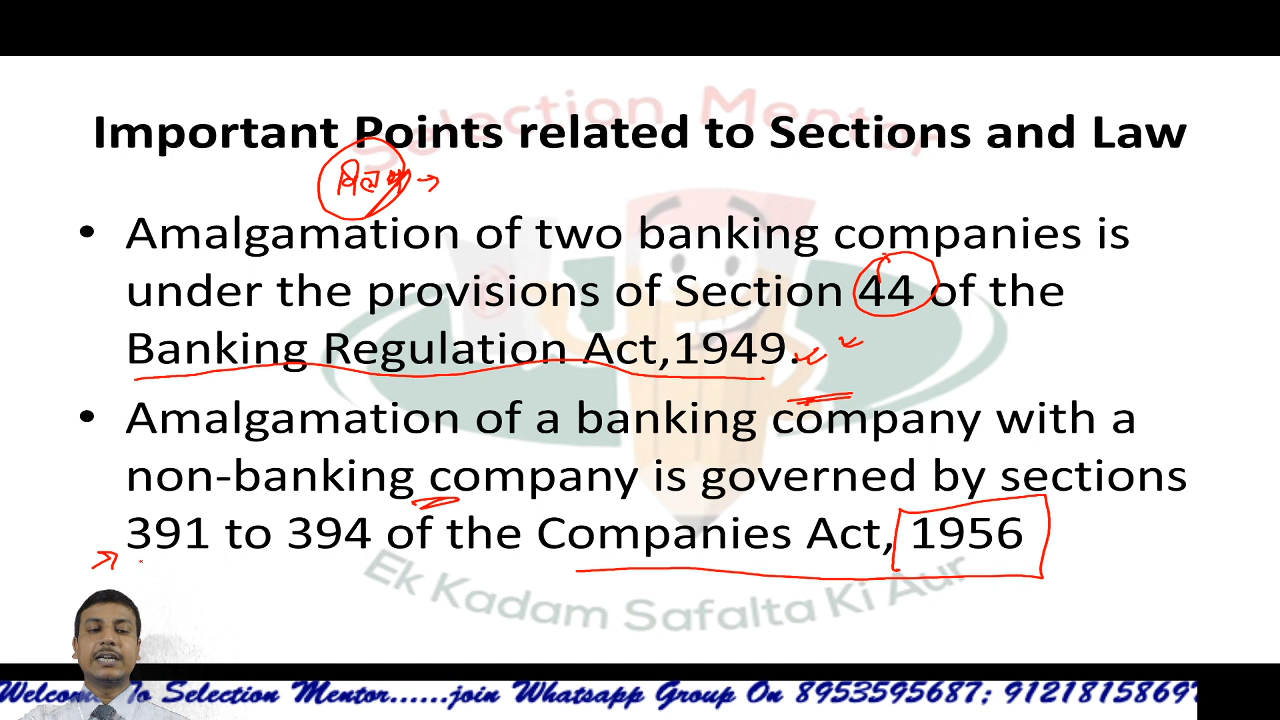 Selection Mentor
Important Points related to Sections and Law
• Amalgamation of two banking companies is
under the provisions of Section 44 of the
Banking Regulation Act,1949.
• Amalgamation of a banking company with a
non-banking company is governed by sections
391 to 394 of the Companies Act, 1956
Ek Kadam Safalta Ki Aur
To Selection Mentor......join Whatsapp Group On 8953595687;